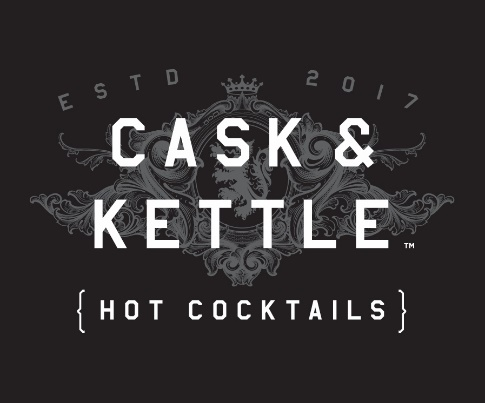 ESTD 2017
CASK &
KETTLE™
{HOT COCKTAILS}